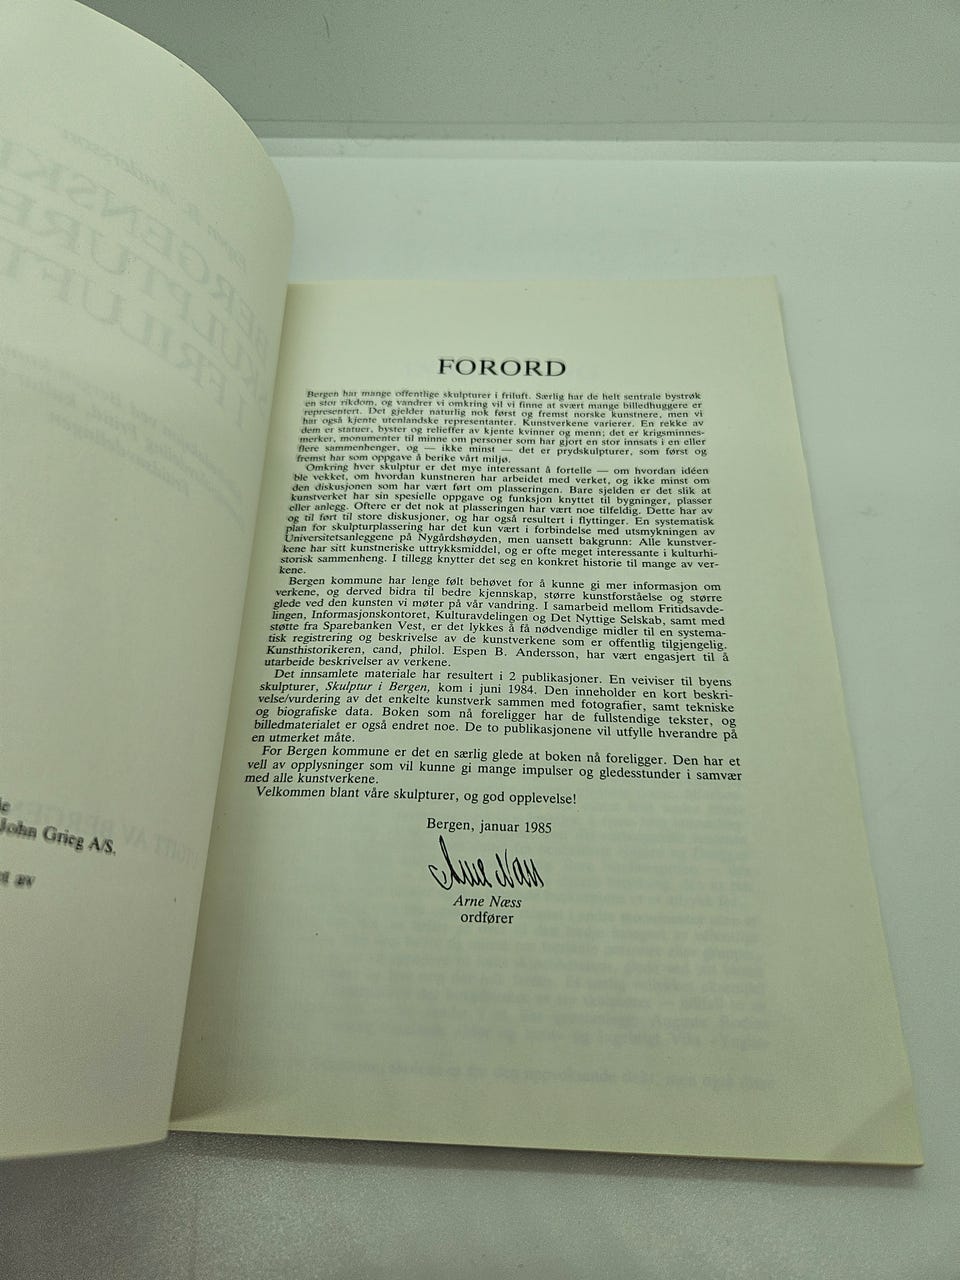 John Grieg A/S.
FORORD
Bergen har mange offentlige skulpturer i friluft. Særlig har de helt sentrale bystrøk
en stor rikdom, og vandrer vi omkring vil vi finne at svært mange billedhuggere er
representert. Det gjelder naturlig nok først og fremst norske kunstnere, men vi
har også kjente utenlandske representanter. Kunstverkene varierer. En rekke av
dem er statuer, byster og relieffer av kjente kvinner og menn; det er krigsminnes-
merker, monumenter til minne om personer som har gjort en stor innsats i en eller
flere sammenhenger, og — ikke minst — det er prydskulpturer, som først og
fremst har som oppgave å berike vårt miljø.
Omkring hver skulptur er det mye interessant å fortelle — om hvordan idéen
ble vekket, om hvordan kunstneren har arbeidet med verket, og ikke minst om
den diskusjonen som har vært ført om plasseringen. Bare sjelden er det slik at
kunstverket har sin spesielle oppgave og funksjon knyttet til bygninger, plasser
eller anlegg. Oftere er det nok at plasseringen har vært noe tilfeldig. Dette har av
og til ført til store diskusjoner, og har også resultert i flyttinger. En systematisk
plan for skulpturplassering har det kun vært i forbindelse med utsmykningen av
Universitetsanleggene på Nygårdshøyden, men uansett bakgrunn: Alle kunstver-
kene har sitt kunstneriske uttrykksmiddel, og er ofte meget interessante i kulturhi-
storisk sammenheng. I tillegg knytter det seg en konkret historie til mange av ver-
kene.
Bergen kommune har lenge følt behovet for å kunne gi mer informasjon om
verkene, og derved bidra til bedre kjennskap, større kunstforståelse og større
glede ved den kunsten vi møter på vår vandring. I samarbeid mellom Fritidsavde-
lingen, Informasjonskontoret, Kulturavdelingen og Det Nyttige Selskab, samt med
støtte fra Sparebanken Vest, er det lykkes å få nødvendige midler til en systema-
tisk registrering og beskrivelse av de kunstverkene som er offentlig tilgjengelig.
Kunsthistorikeren, cand, philol. Espen B. Andersson, har vært engasjert til å
utarbeide beskrivelser av verkene.
Det innsamlete materiale har resultert i 2 publikasjoner. En veiviser til byens
skulpturer, Skulptur i Bergen, kom i juni 1984. Den inneholder en kort beskri-
velse/vurdering av det enkelte kunstverk sammen med fotografier, samt tekniske
og biografiske data. Boken som nå foreligger har de fullstendige tekster, og
billedmaterialet er også endret noe. De to publikasjonene vil utfylle hverandre på
en utmerket måte.
For Bergen kommune er det en særlig glede at boken nå foreligger. Den har et
vell av opplysninger som vil kunne gi mange impulser og gledesstunder i samvær
med alle kunstverkene.
Velkommen blant våre skulpturer, og god opplevelse!
Bergen, januar 1985
Arne Næss
Arne Næss
ordfører